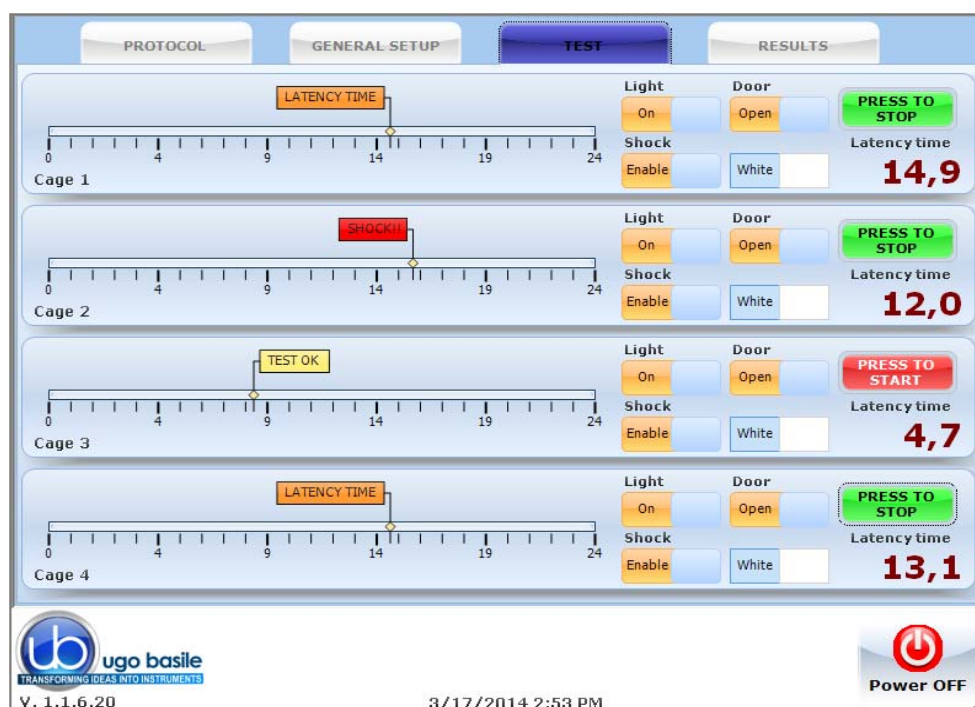 PROTOCOL GENERAL SETUP TEST RESULTS
LATENCY TIME
Light Door
On Open
PRESS TO
STOP
0 4 9 14 19 24
Shock
Latency time
Enable White
14,9
Cage 1
SHOCK!!
Light Door
On Open
PRESS TO
STOP
0 4 9 14 19 24
Shock
Latency time
Enable White
12,0
Cage 2
TEST OK
Light Door
On Open
PRESS TO
START
0 4 9 14 19 24
Shock
Latency time
Enable White
4,7
Cage 3
LATENCY TIME
Light Door
On Open
PRESS TO
STOP
0 4 9 14 19 24
Shock
Latency time
Enable White
13,1
Cage 4
ub ugo basile
TRANSFORMING IDEAS INTO INSTRUMENTS
Power OFF
V. 1.1.6.20
3/17/2014 2:53 PM